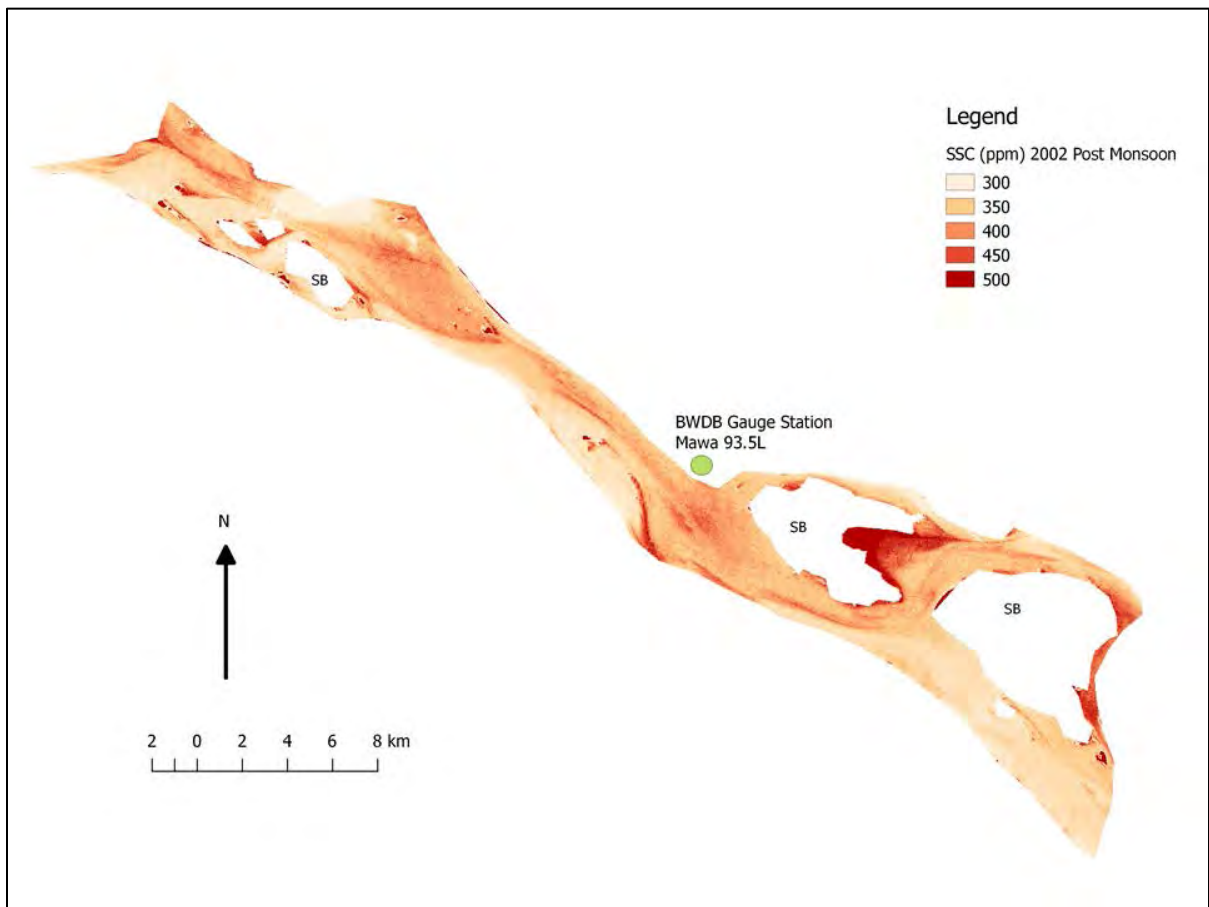 Legend
SSC (ppm) 2002 Post Monsoon
300
350
400
450
500
SB
BWDB Gauge Station
Mawa 93.5L
SB
SB
N
2 0 2 4 6 8 km